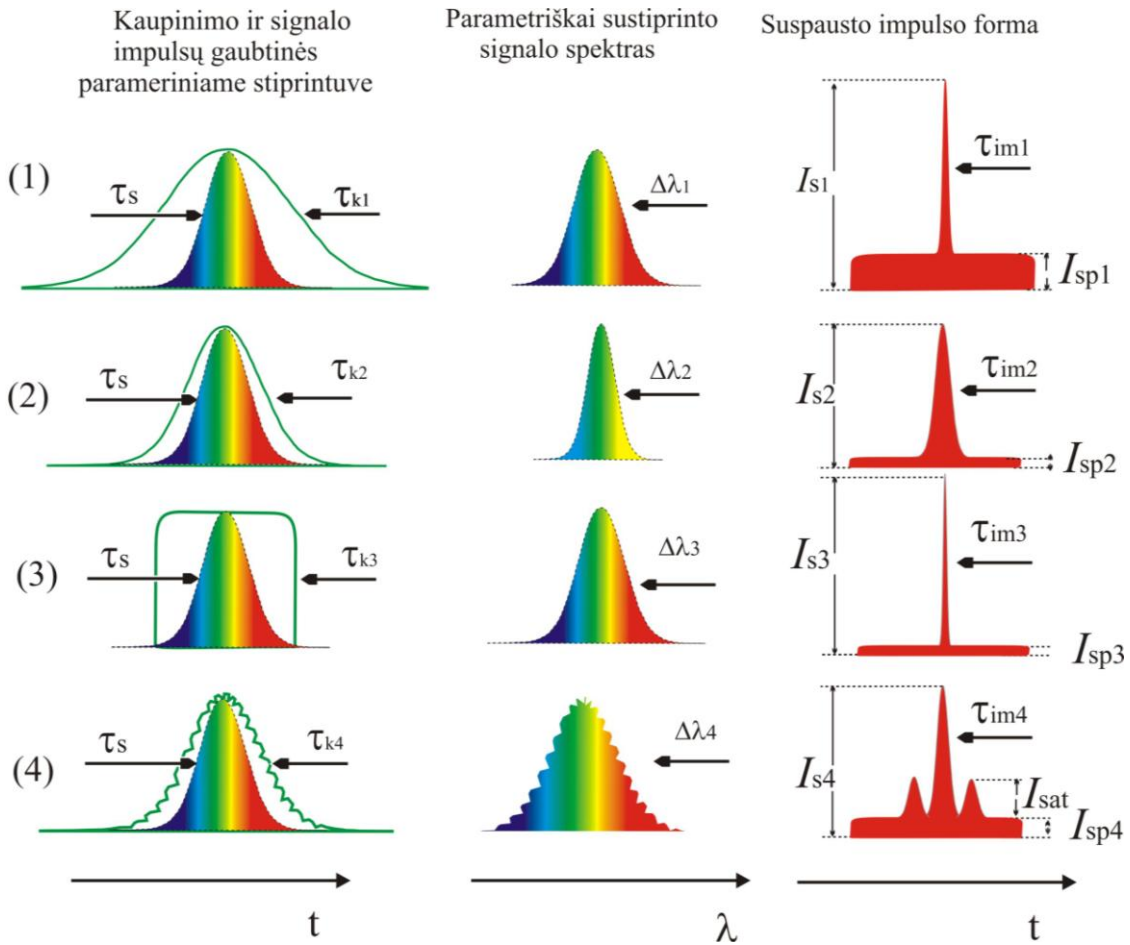 Kaupinimo ir signalo
impulsų gaubtinės
parameriniame stiprintuve
Parametriškai sustiprinto
signalo spektras
Suspausto impulso forma
(1)
τs
τk1
Δλ1
Is1
τim1
Isp1
(2)
τs
τk2
Δλ2
Is2
τim2
Isp2
(3)
τs
τk3
Δλ3
Is3
τim3
Isp3
(4)
τs
τk4
Δλ4
Is4
τim4
Isat
Isp4
t
λ
t